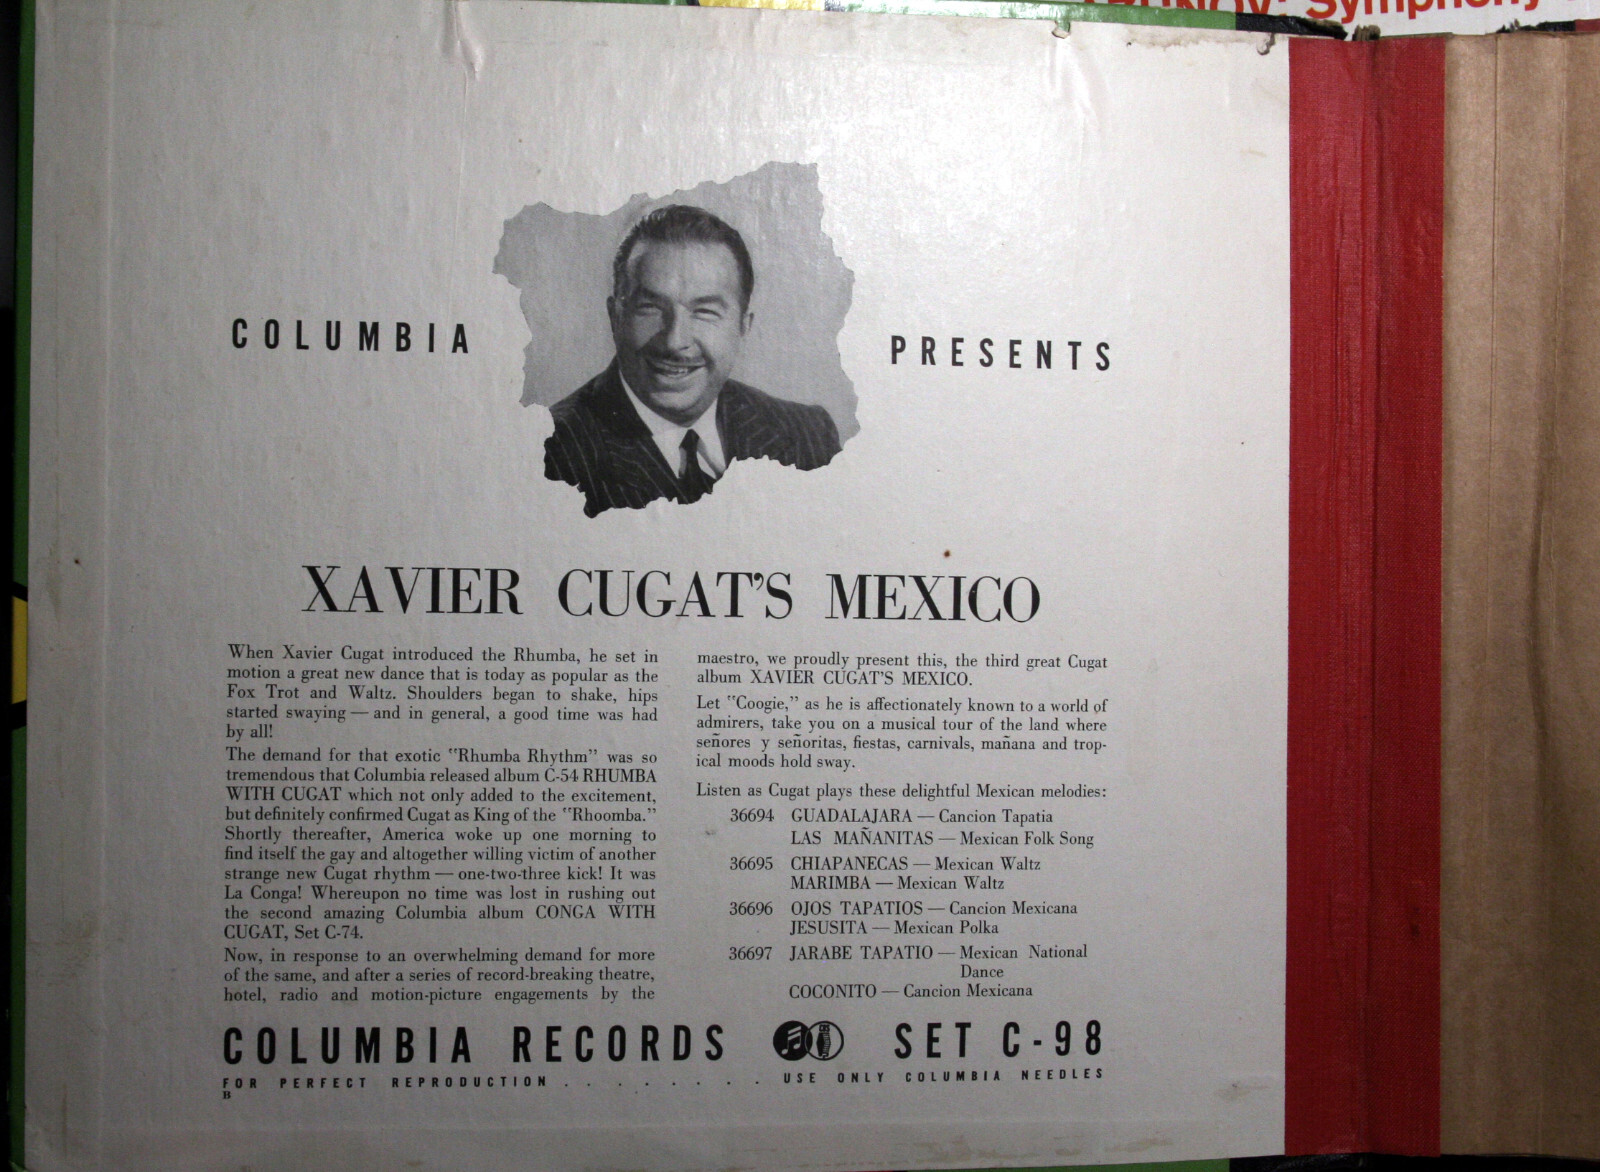 Symphony
COLUMBIA PRESENTS
XAVIER CUGAT'S MEXICO
When Xavier Cugat introduced the Rhumba, he set in
motion a great new dance that is today as popular as the
Fox Trot and Waltz. Shoulders began to shake, hips
started swaying — and in general, a good time was had
by all!
The demand for that exotic "Rhumba Rhythm" was so
tremendous that Columbia released album C-54 RHUMBA
WITH CUGAT which not only added to the excitement,
but definitely confirmed Cugat as King of the "Rhoomba."
Shortly thereafter, America woke up one morning to
find itself the gay and altogether willing victim of another
strange new Cugat rhythm — one-two-three kick! It was
La Conga! Whereupon no time was lost in rushing out
the second amazing Columbia album CONGA WITH
CUGAT, Set C-74.
Now, in response to an overwhelming demand for more
of the same, and after a series of record-breaking theatre,
hotel, radio and motion-picture engagements by the
maestro, we proudly present this, the third great Cugat
album XAVIER CUGAT'S MEXICO.
Let "Coogie," as he is affectionately known to a world of
admirers, take you on a musical tour of the land where
señores y señoritas, fiestas, carnivals, mañana and trop-
ical moods hold sway.
Listen as Cugat plays these delightful Mexican melodies:
36694 GUADALAJARA — Cancion Tapatia
LAS MAÑANITAS — Mexican Folk Song
36695 CHIAPANECAS — Mexican Waltz
MARIMBA — Mexican Waltz
36696 OJOS TAPATIOS — Cancion Mexicana
JESUSITA — Mexican Polka
36697 JARABE TAPATIO — Mexican National
Dance
COCONITO — Cancion Mexicana
COLUMBIA RECORDS SET C-98
FOR PERFECT REPRODUCTION . . . . . . . . USE ONLY COLUMBIA NEEDLES
B